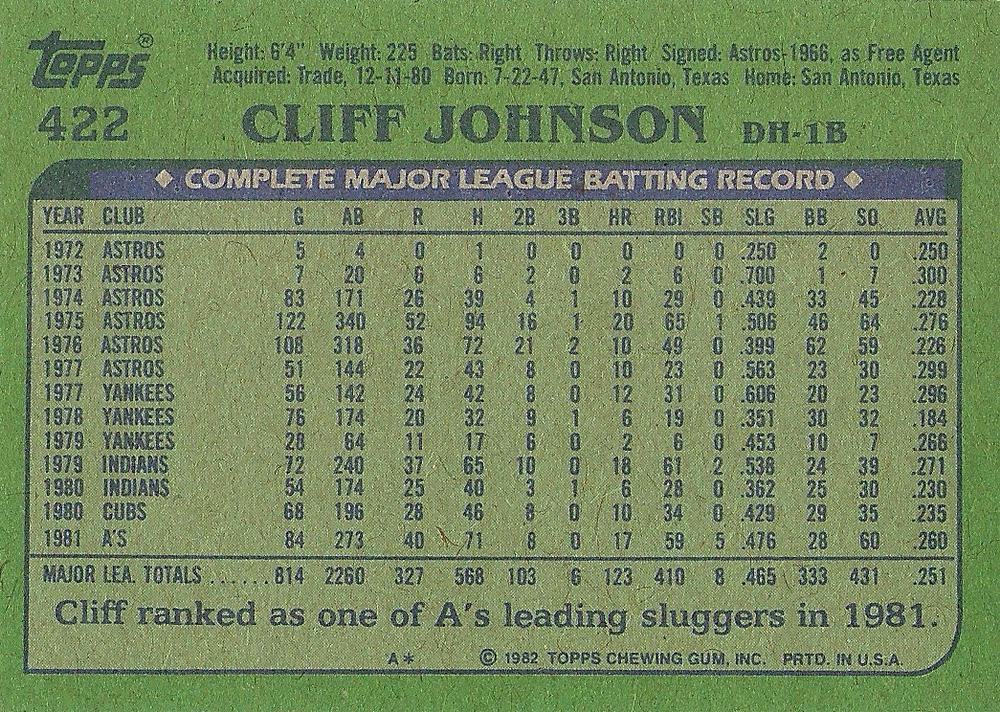 Topps®
Height: 6'4" Weight: 225 Bats: Right Throws: Right Signed: Astros-1966, as Free Agent
Acquired: Trade, 12-11-80 Born: 7-22-47, San Antonio, Texas Home: San Antonio, Texas
422 CLIFF JOHNSON DH-1B
◆ COMPLETE MAJOR LEAGUE BATTING RECORD ◆
YEAR CLUB G AB R H 2B 3B HR RBI SB SLG BB SO AVG
1972 ASTROS 5 4 0 1 0 0 0 0 0 .250 2 0 .250
1973 ASTROS 7 20 6 6 2 0 2 6 0 .700 1 7 .300
1974 ASTROS 83 171 26 39 4 1 10 29 0 .439 33 45 .228
1975 ASTROS 122 340 52 94 16 1 20 65 1 .506 46 64 .276
1976 ASTROS 108 318 36 72 21 2 10 49 0 .399 62 59 .226
1977 ASTROS 51 144 22 43 8 0 10 23 0 .563 23 30 .299
1977 YANKEES 56 142 24 42 8 0 12 31 0 .606 20 23 .296
1978 YANKEES 76 174 20 32 9 1 6 19 0 .351 30 32 .184
1979 YANKEES 28 64 11 17 6 0 2 6 0 .453 10 7 .266
1979 INDIANS 72 240 37 65 10 0 18 61 2 .538 24 39 .271
1980 INDIANS 54 174 25 40 3 1 6 28 0 .362 25 30 .230
1980 CUBS 68 196 28 46 8 0 10 34 0 .429 29 35 .235
1981 A'S 84 273 40 71 8 0 17 59 5 .476 28 60 .260
MAJOR LEA. TOTALS ......814 2260 327 568 103 6 123 410 8 .465 333 431 .251
Cliff ranked as one of A's leading sluggers in 1981.
A* © 1982 TOPPS CHEWING GUM, INC. PRTD. IN U.S.A.